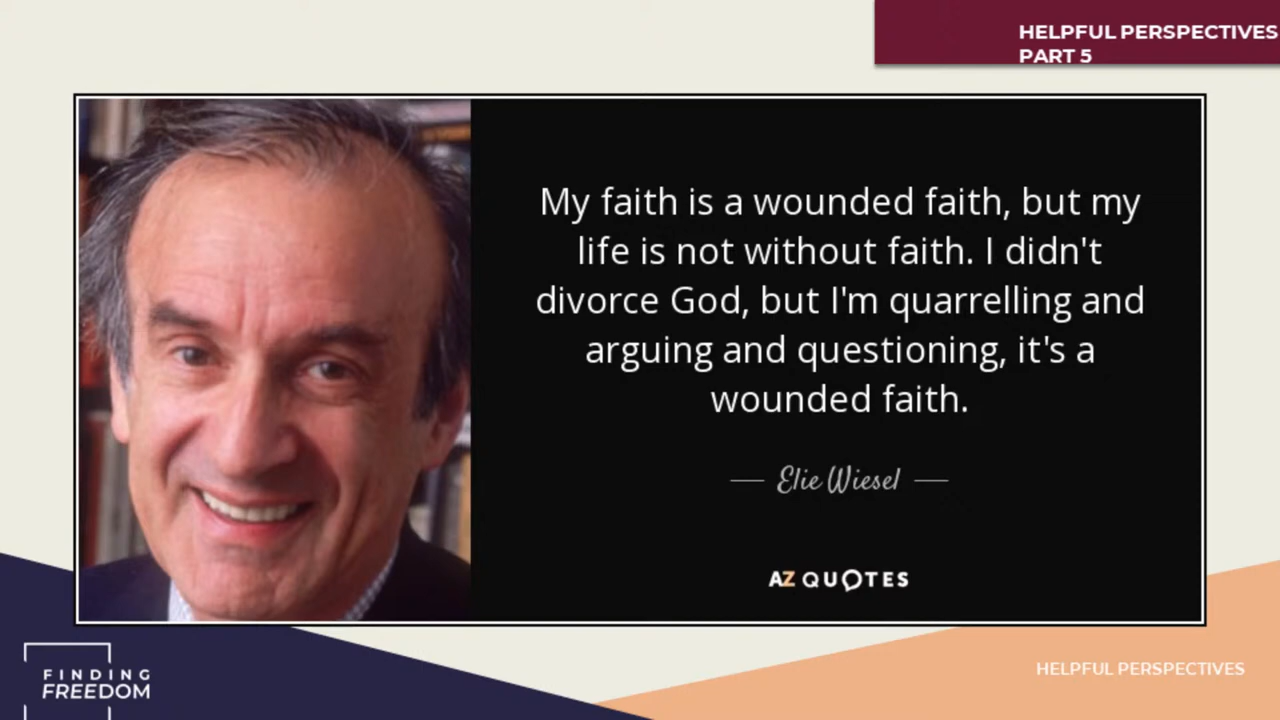 HELPFUL PERSPECTIVES
PART 5
My faith is a wounded faith, but my
life is not without faith. I didn't
divorce God, but I'm quarrelling and
arguing and questioning, it's a
wounded faith.
Elie Wiesel
AZ QUOTES
FINDING
FREEDOM
HELPFUL PERSPECTIVES